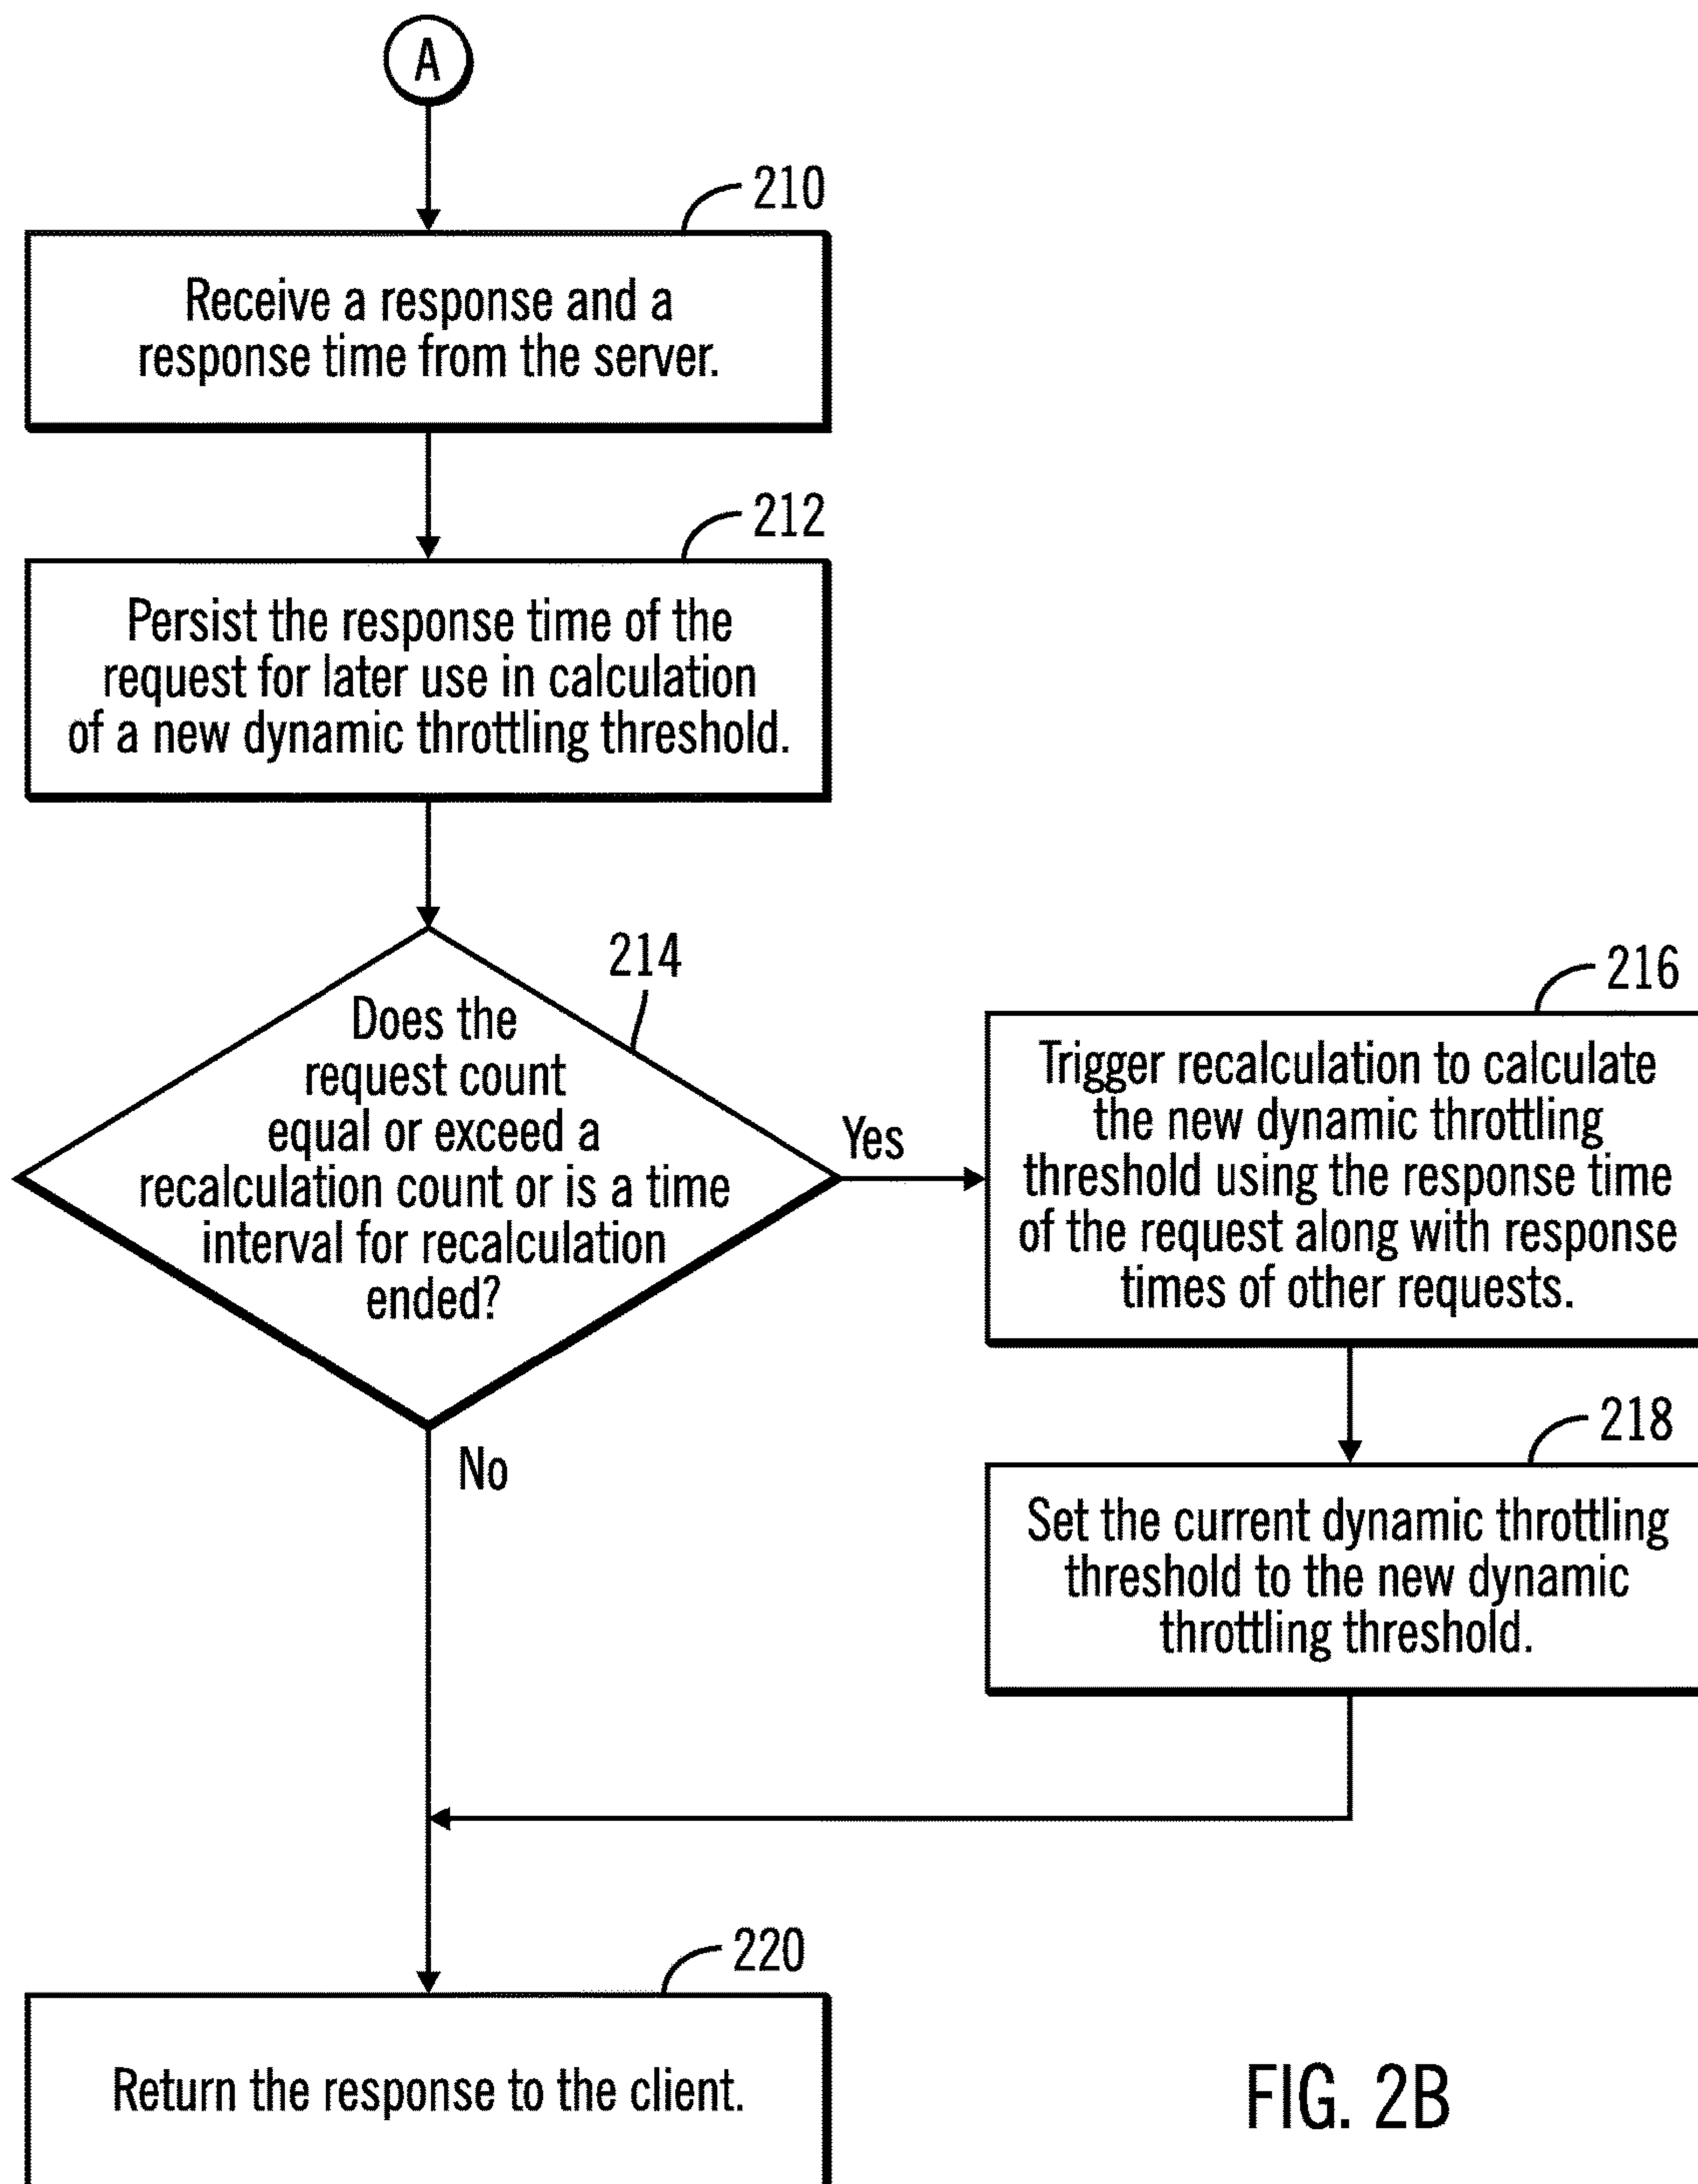 A
210
Receive a response and a
response time from the server.
212
Persist the response time of the
request for later use in calculation
of a new dynamic throttling threshold.
214
Does the
request count
equal or exceed a
recalculation count or is a time
interval for recalculation
ended?
Yes
216
Trigger recalculation to calculate
the new dynamic throttling
threshold using the response time
of the request along with response
times of other requests.
No
218
Set the current dynamic throttling
threshold to the new dynamic
throttling threshold.
220
Return the response to the client.
FIG. 2B